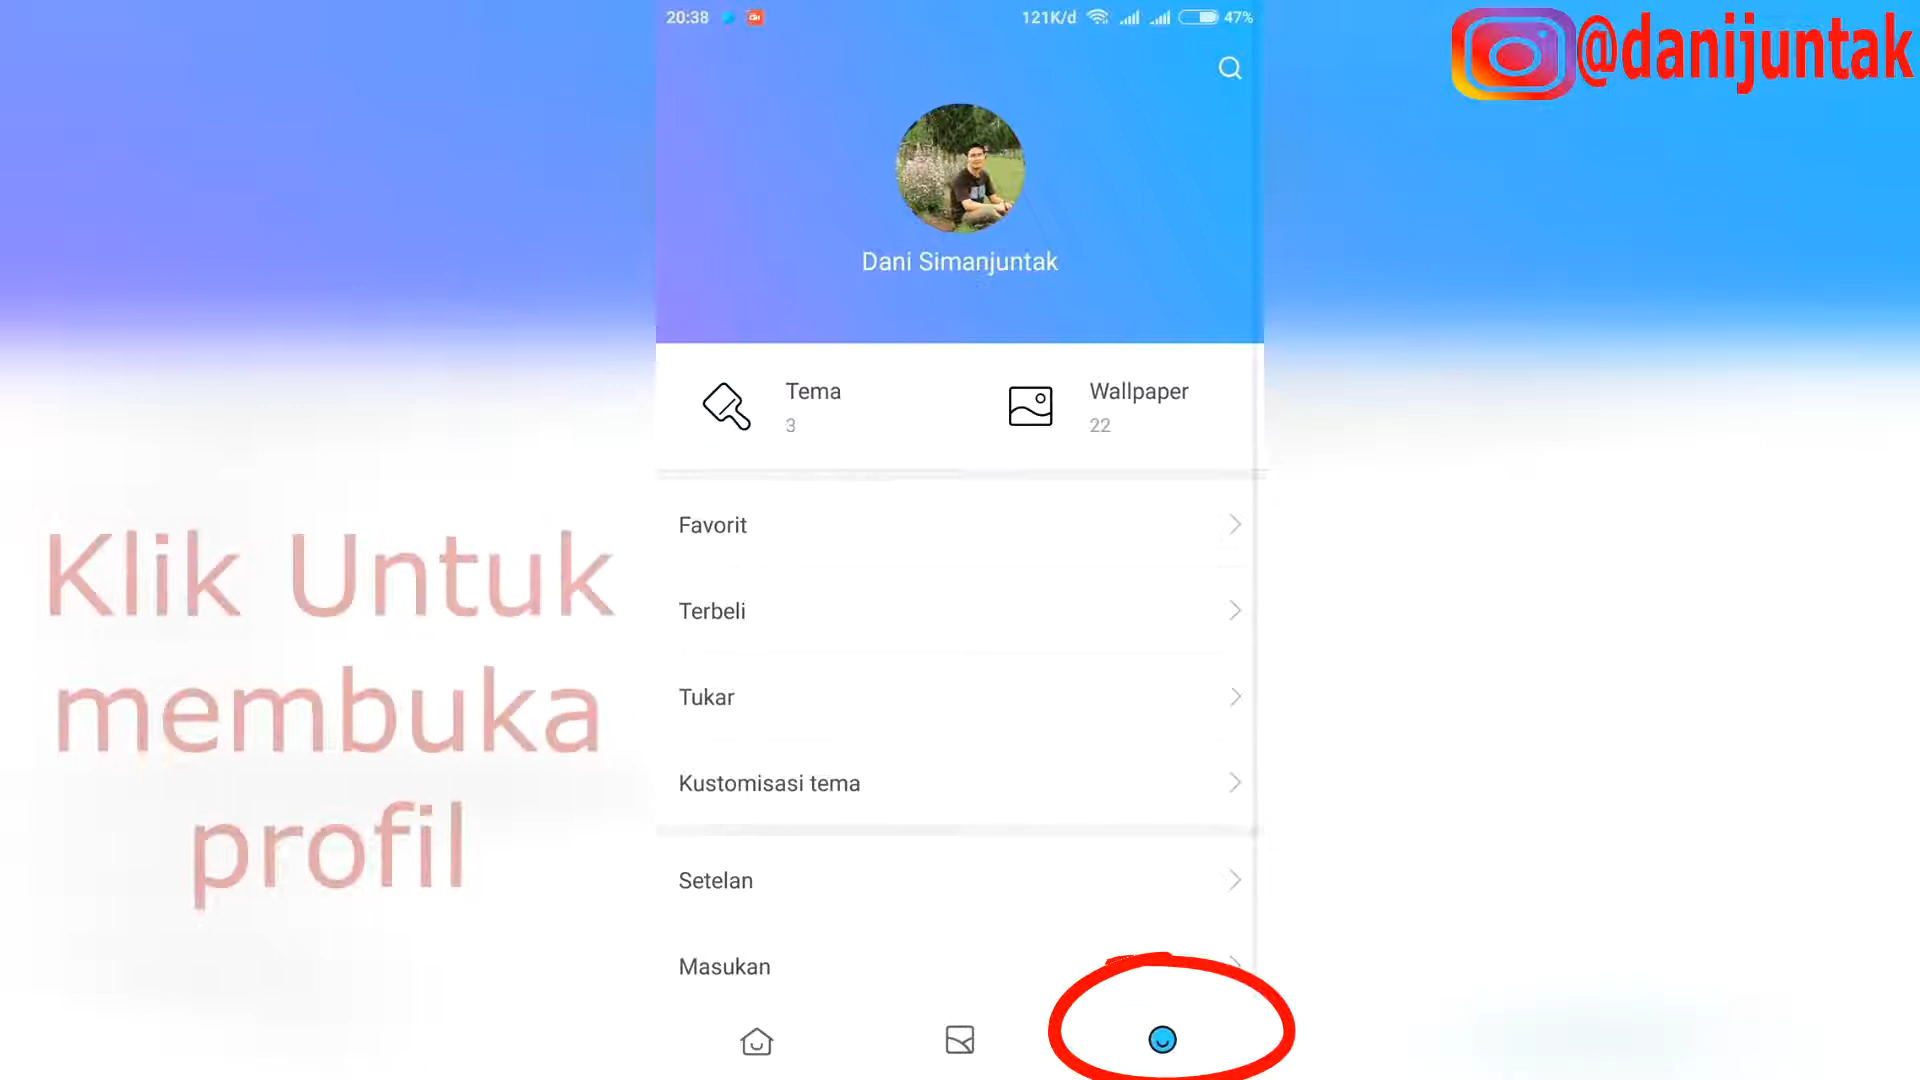 20:38
121K/d
47%
@danijuntak
Dani Simanjuntak
Tema
3
Wallpaper
22
Favorit
Terbeli
Tukar
Kustomisasi tema
Setelan
Masukan
Klik Untuk
membuka
profil